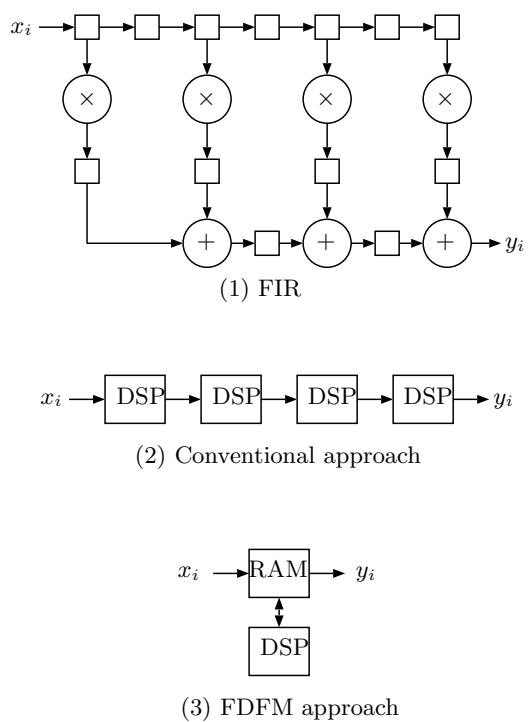 x_i
× × × ×
+ + + y_i
(1) FIR
x_i DSP DSP DSP DSP y_i
(2) Conventional approach
x_i RAM y_i
DSP
(3) FDFM approach